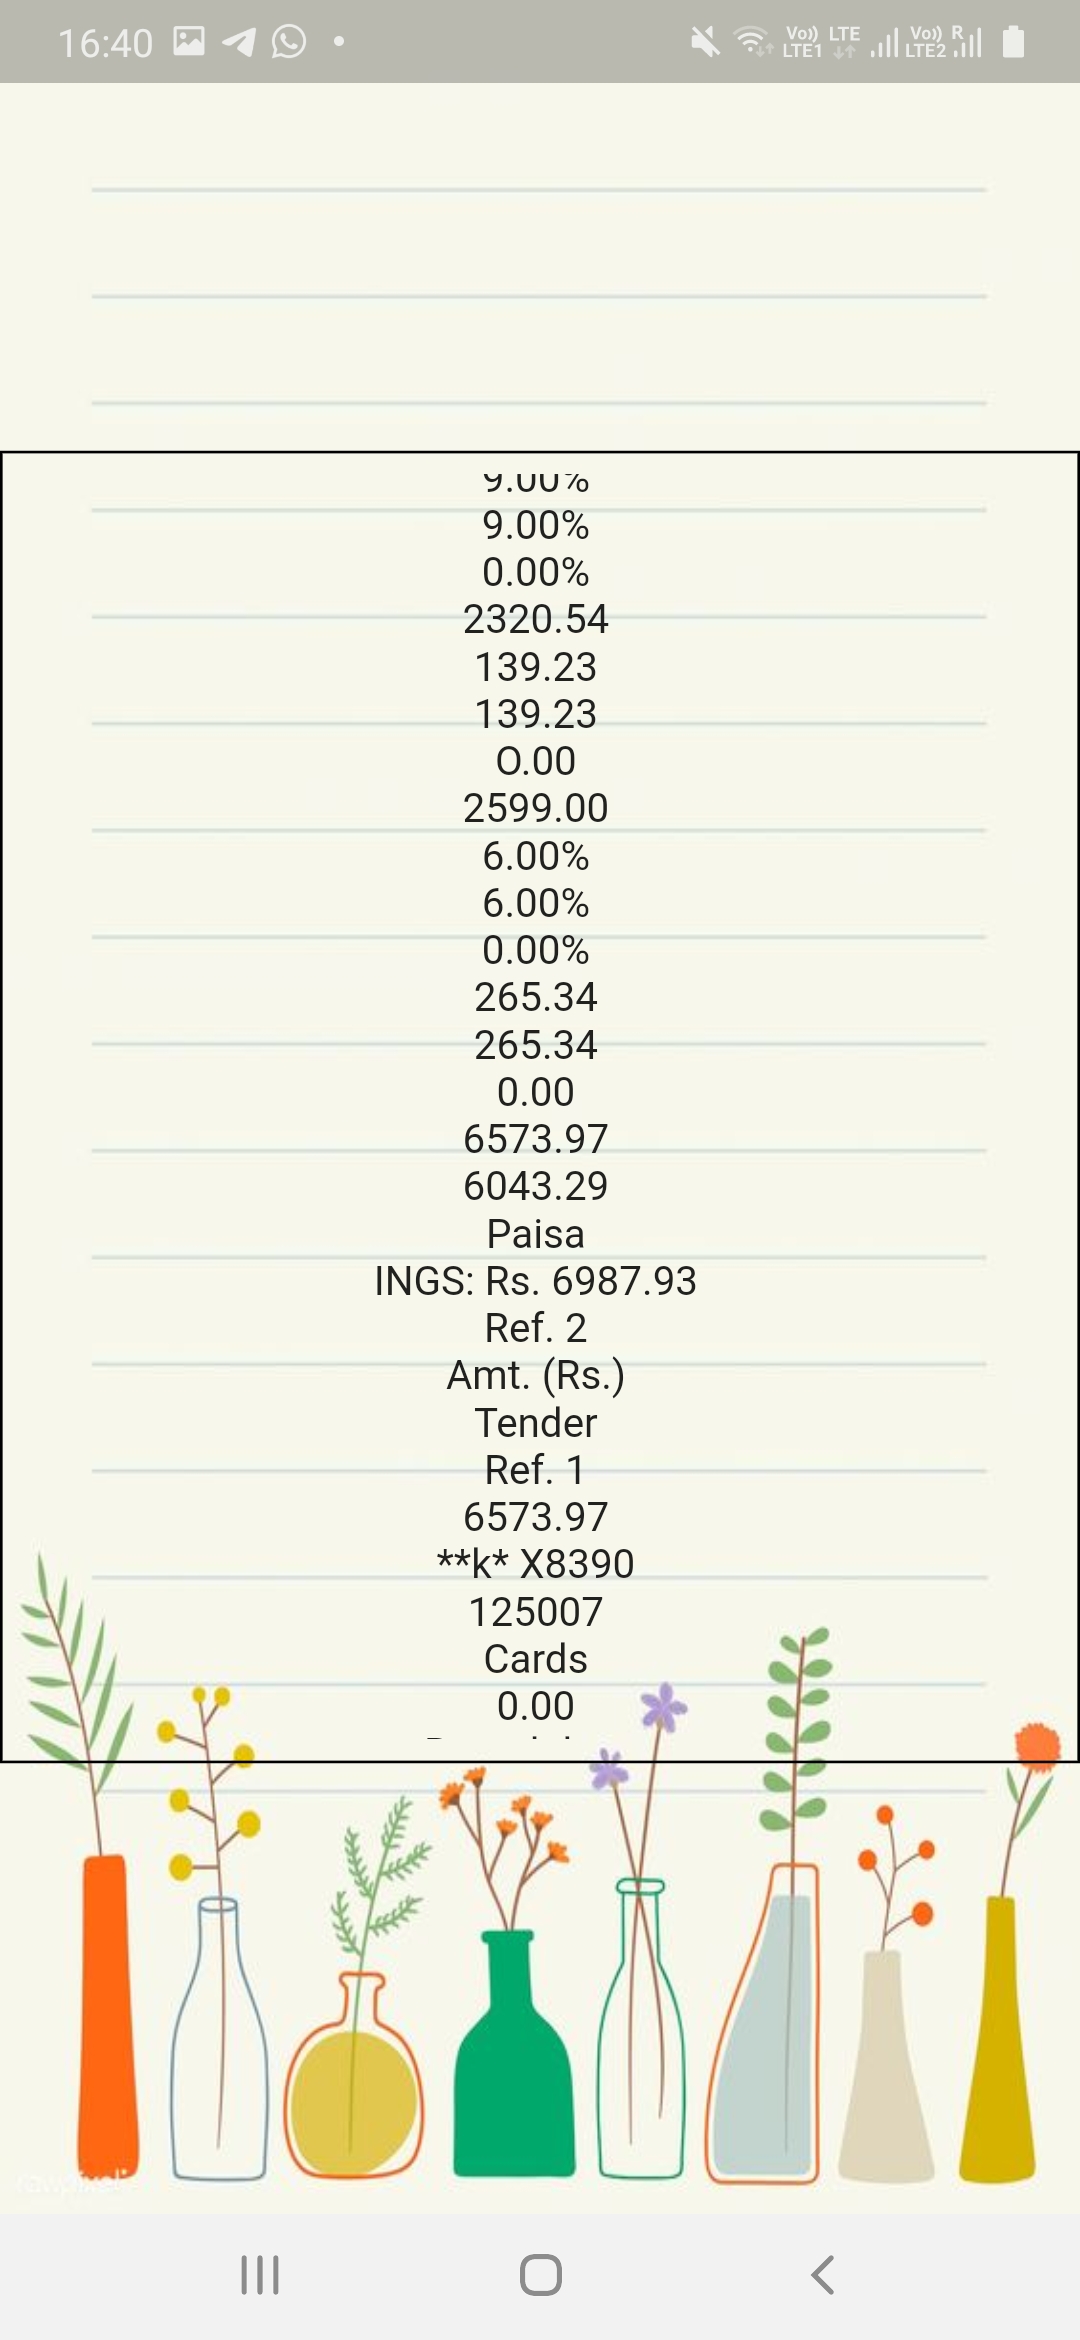 16:40
Vo)) LTE Vo)) R
LTE1 LTE2
9.00%
9.00%
0.00%
2320.54
139.23
139.23
O.00
2599.00
6.00%
6.00%
0.00%
265.34
265.34
0.00
6573.97
6043.29
Paisa
INGS: Rs. 6987.93
Ref. 2
Amt. (Rs.)
Tender
Ref. 1
6573.97
**k* X8390
125007
Cards
0.00
rawpixel